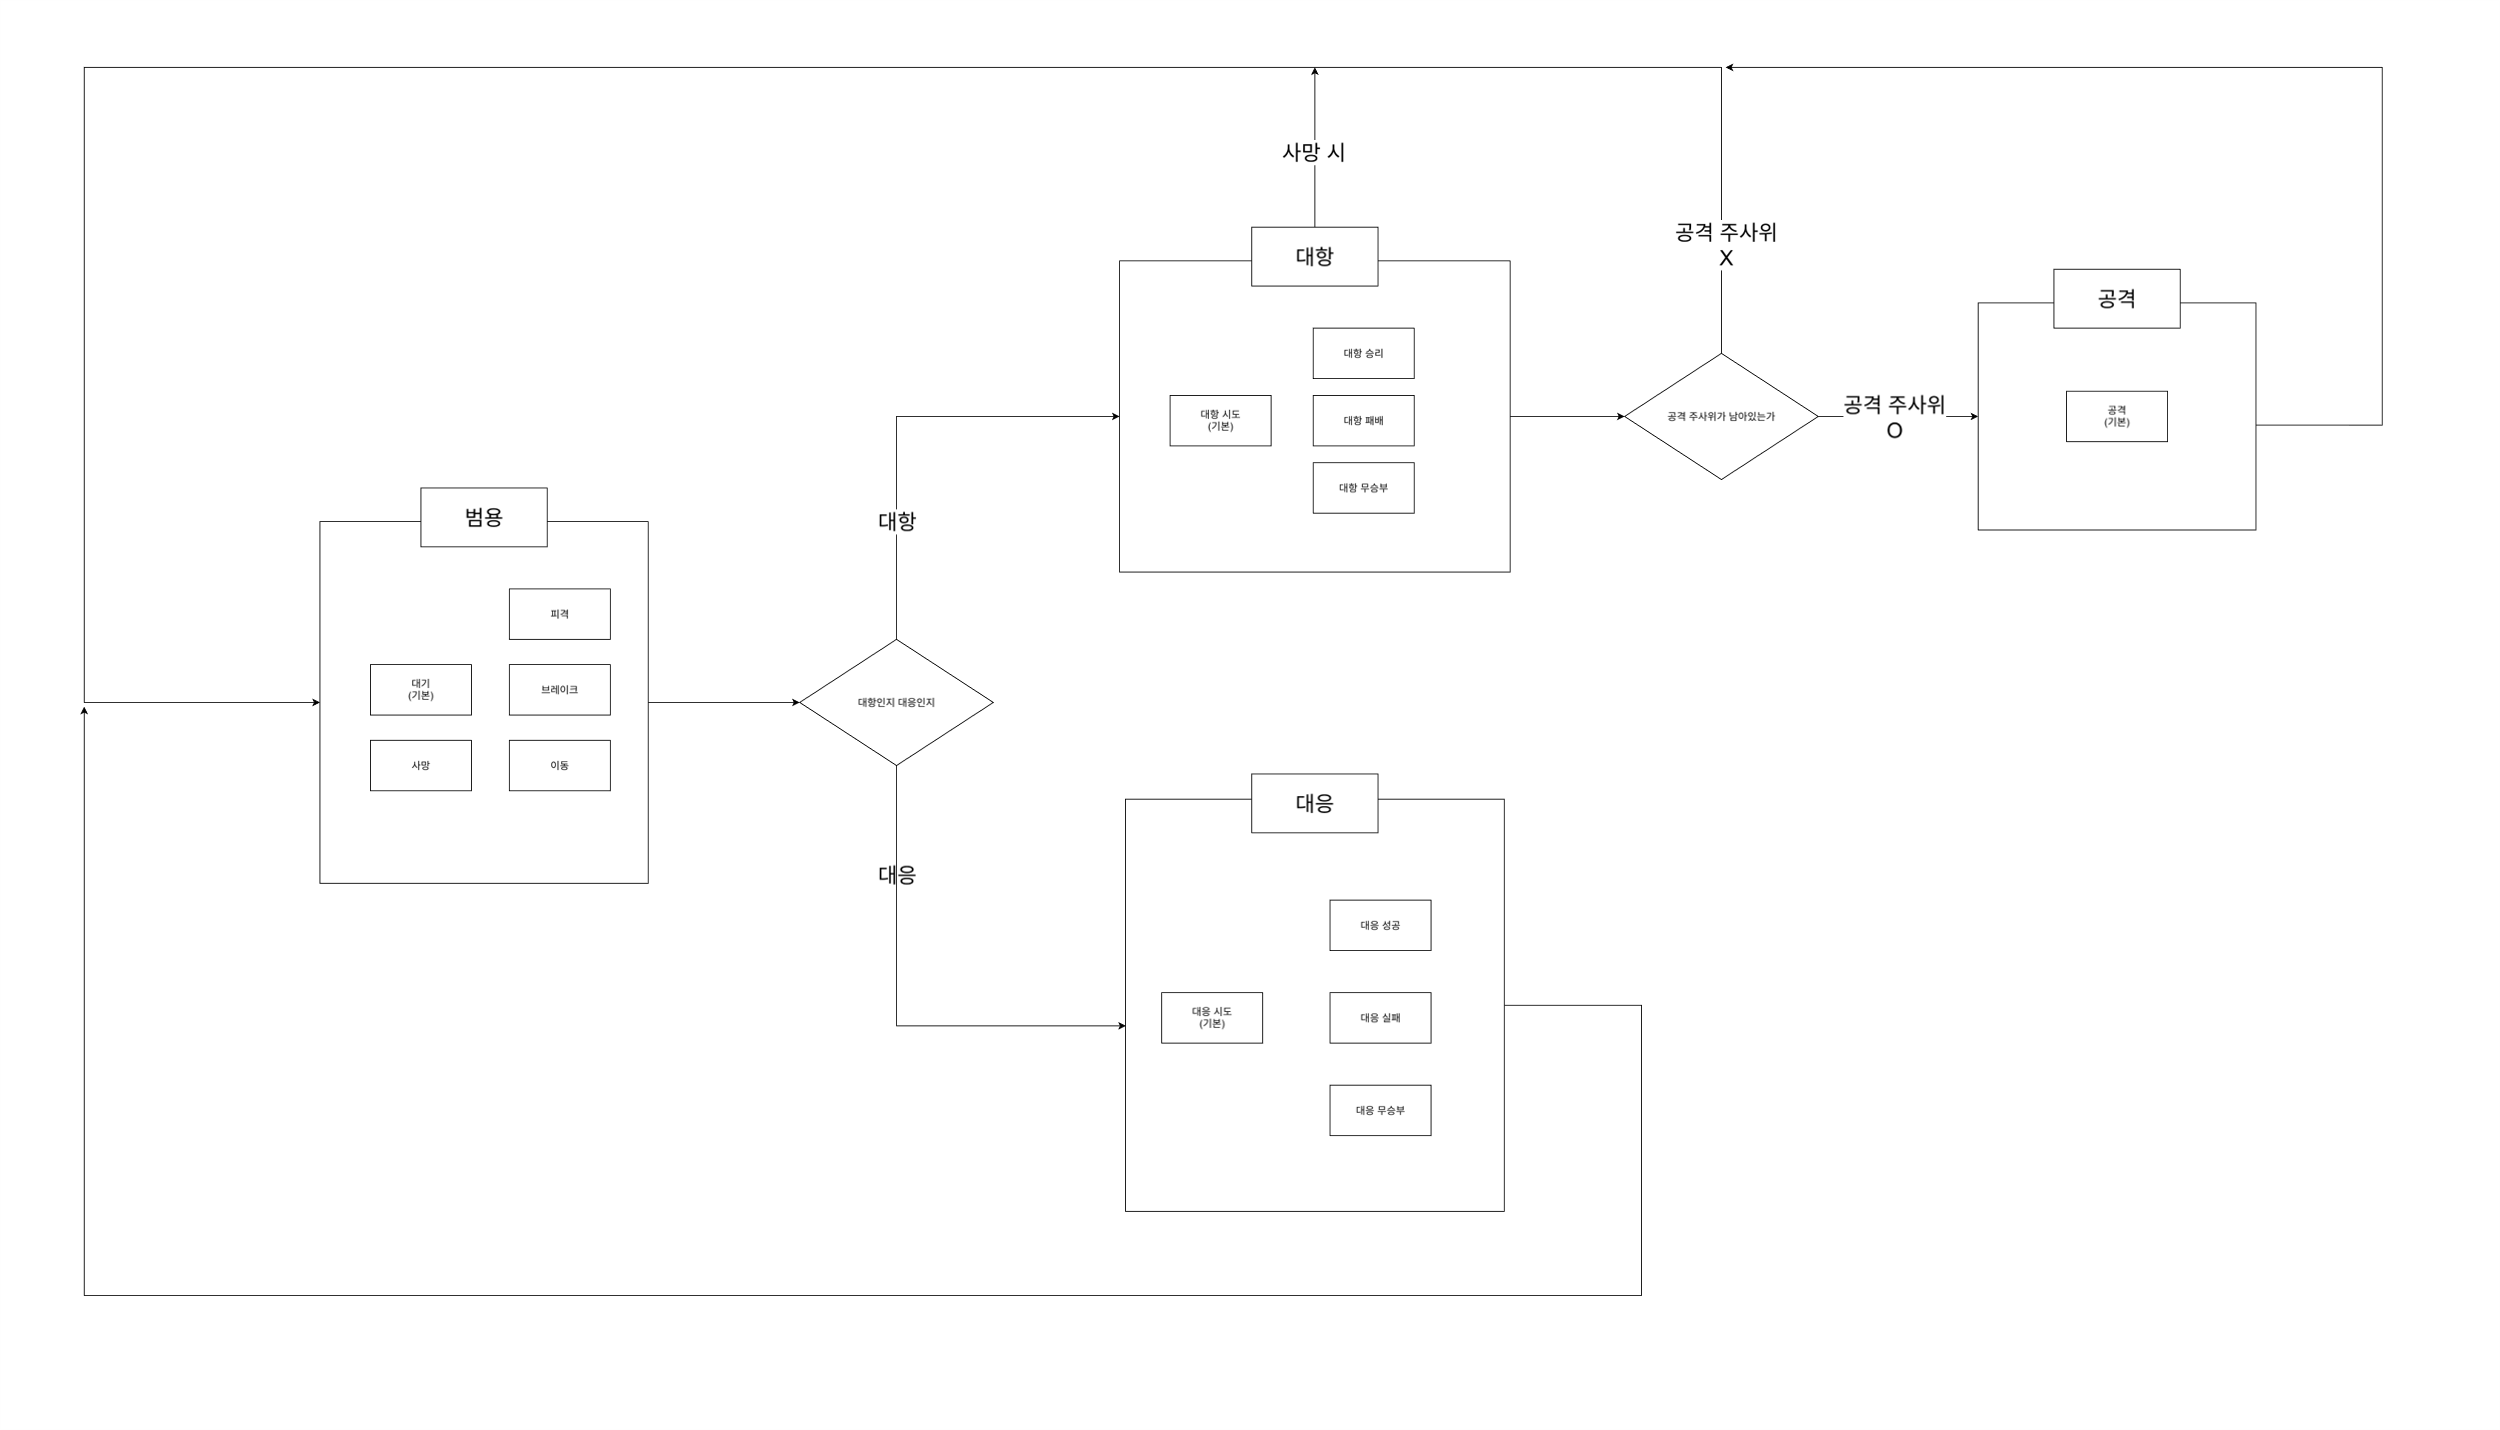 사망 시
공격 주사위
X
대항
공격
대항 승리
대항 시도
(기본)
대항 패배
대항 무승부
공격 주사위가 남아있는가
공격 주사위
O
공격
(기본)
범용
대항
피격
대기
(기본)
브레이크
사망
이동
대항인지 대응인지
대응
대응
대응 성공
대응 시도
(기본)
대응 실패
대응 무승부